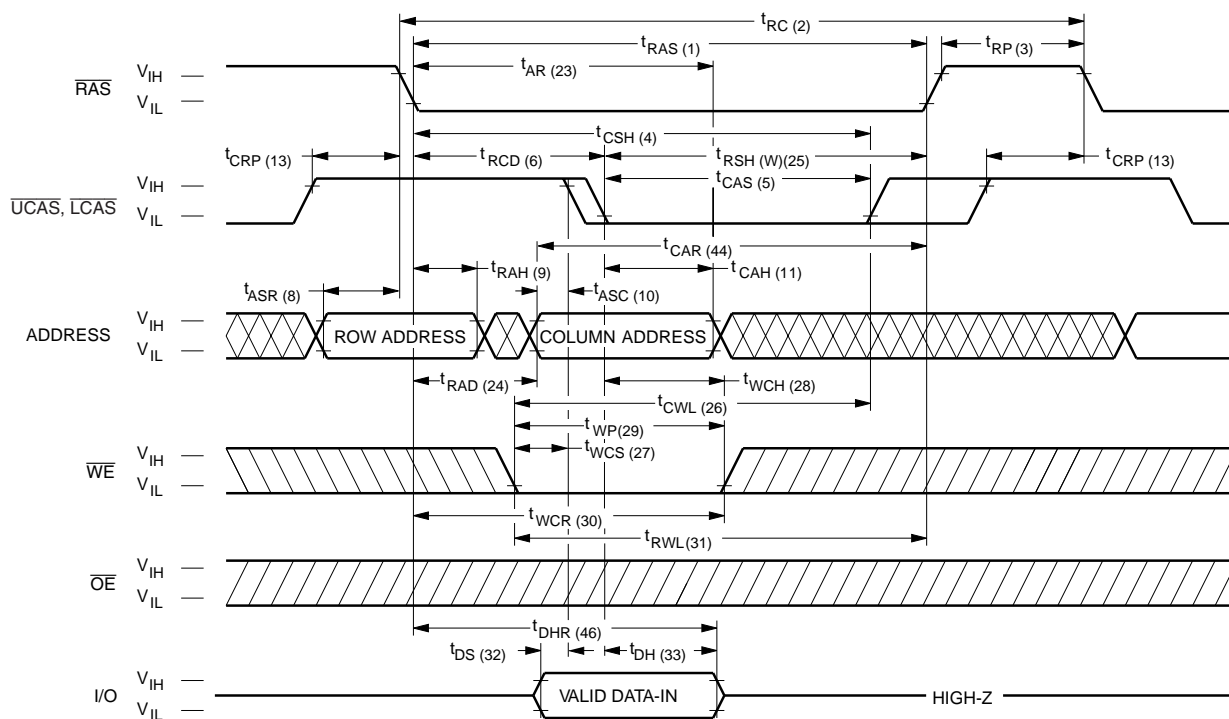 tRC (2)
tRAS (1)
tRP (3)
tAR (23)
RAS
VIH
VIL
tCSH (4)
tCRP (13)
tRCD (6)
tRSH (W)(25)
tCRP (13)
tCAS (5)
UCAS, LCAS
VIH
VIL
tCAR (44)
tRAH (9)
tCAH (11)
tASR (8)
tASC (10)
ADDRESS
VIH
VIL
ROW ADDRESS
COLUMN ADDRESS
tRAD (24)
tWCH (28)
tCWL (26)
tWP(29)
tWCS (27)
WE
VIH
VIL
tWCR (30)
tRWL(31)
OE
VIH
VIL
tDHR (46)
tDS (32)
tDH (33)
I/O
VIH
VIL
VALID DATA-IN
HIGH-Z